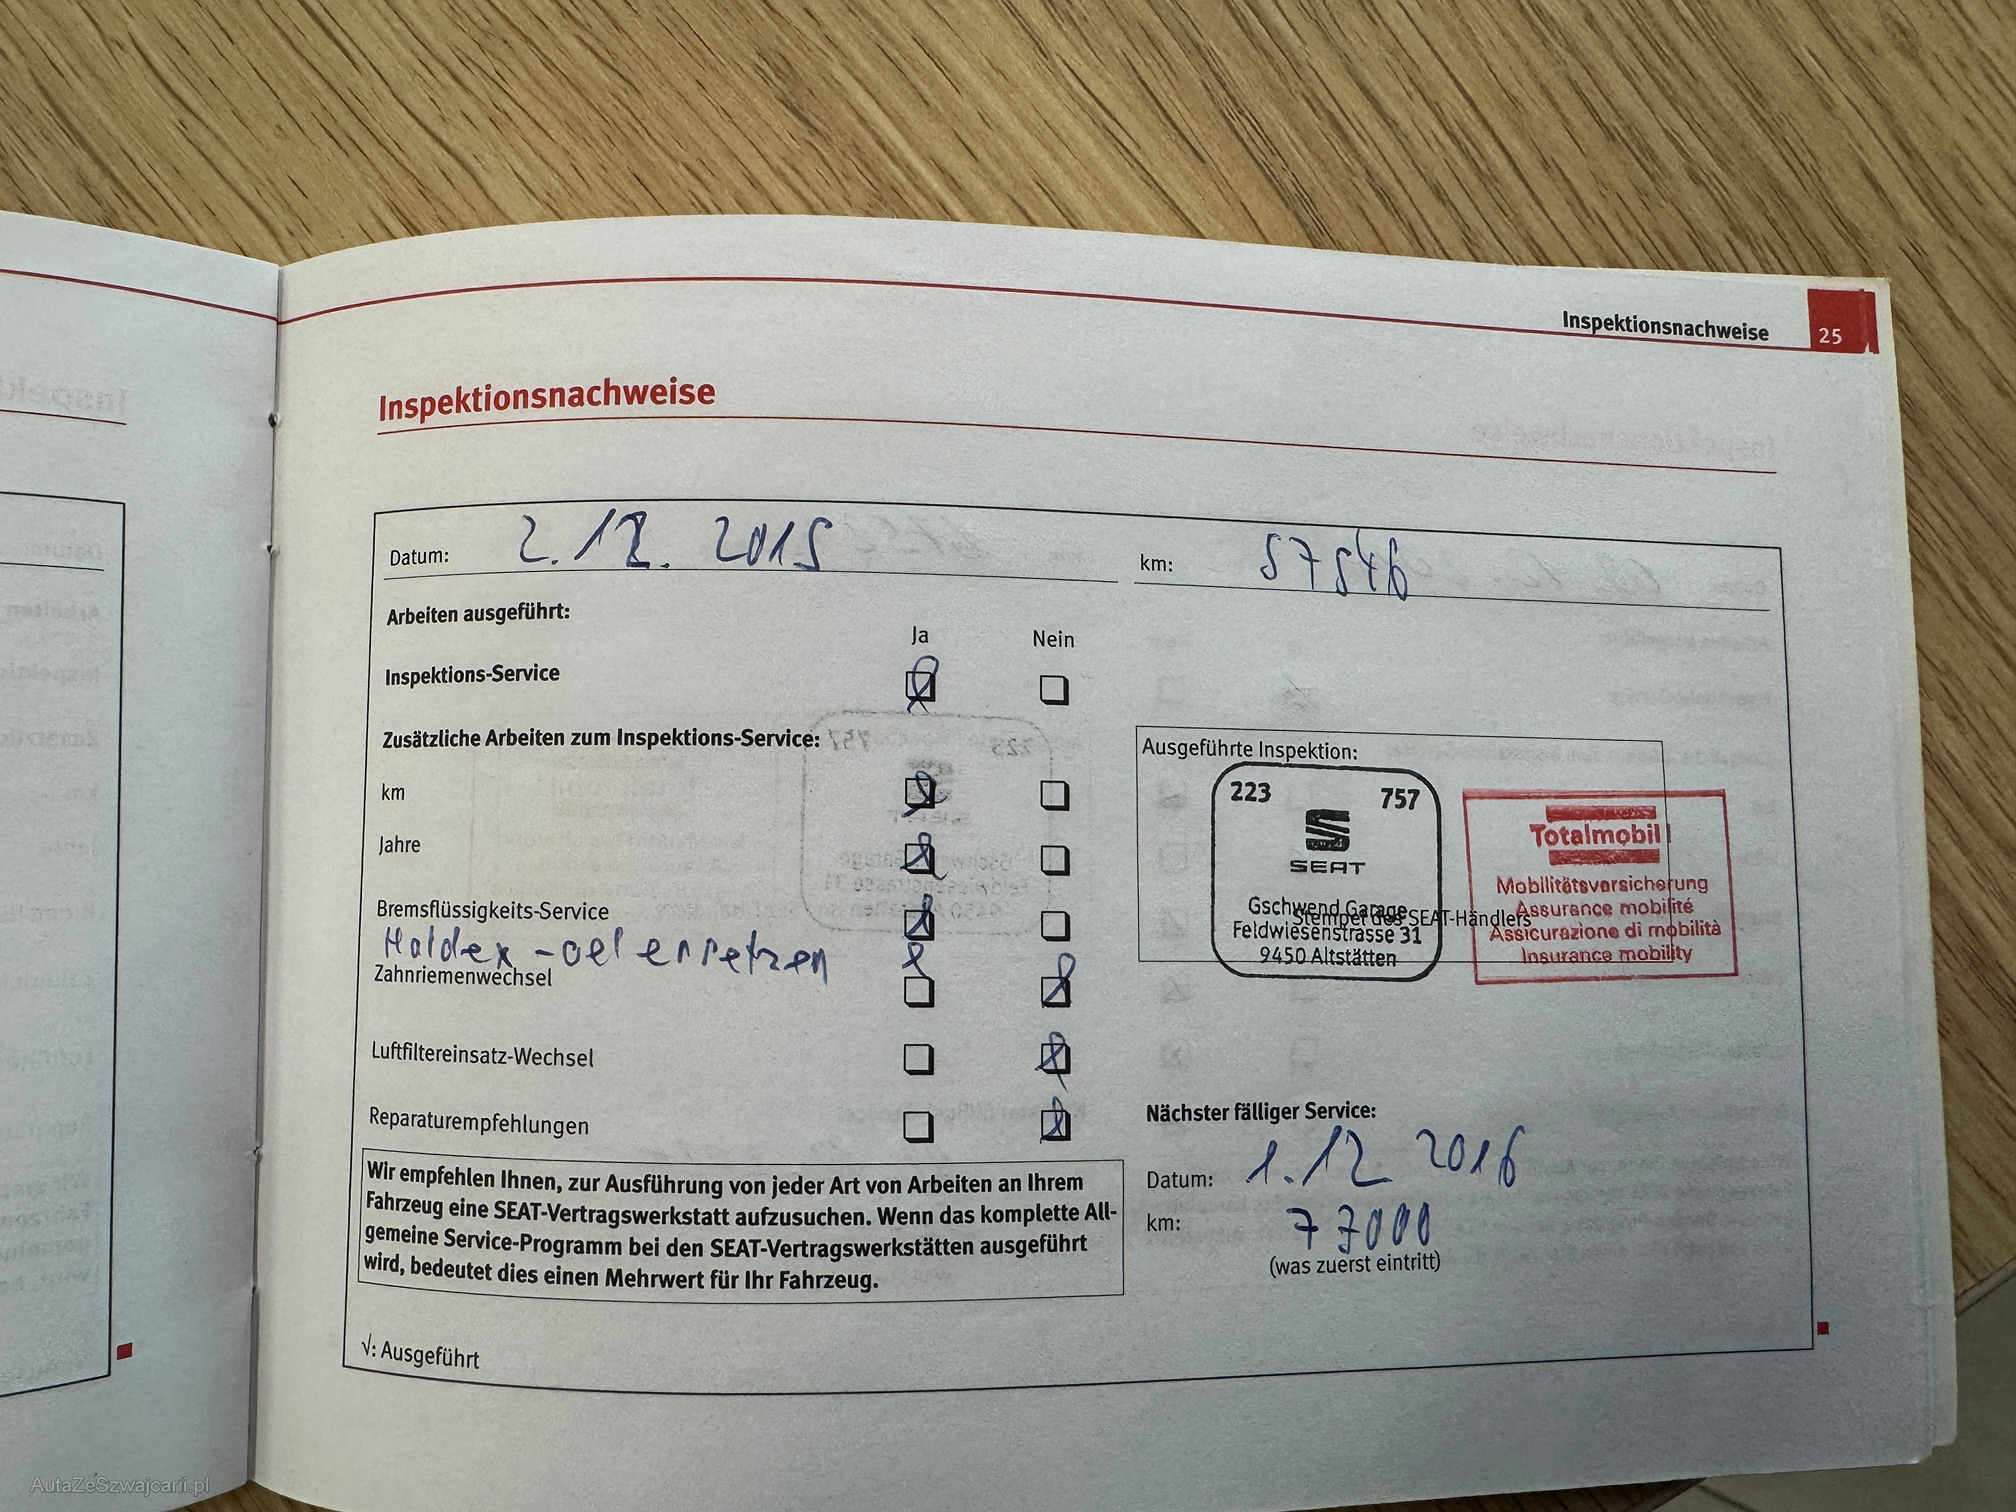 Inspektionsnachweise 25
Inspektionsnachweise
Datum: 2.12.2015 km: 57546
Arbeiten ausgeführt:
Ja Nein
Inspektions-Service
Zusätzliche Arbeiten zum Inspektions-Service:
km
Jahre
Bremsflüssigkeits-Service
Haldex-oel ersetzen
Zahnriemenwechsel
Luftfiltereinsatz-Wechsel
Reparaturempfehlungen
Ausgeführte Inspektion:
223 757
SEAT
Gschwend Garage
Feldwiesenstrasse 31
9450 Altstätten
Stempel des SEAT-Händlers
Totalmobil!
Mobilitätsversicherung
Assurance mobilité
Assicurazione di mobilità
Insurance mobility
Wir empfehlen Ihnen, zur Ausführung von jeder Art von Arbeiten an Ihrem
Fahrzeug eine SEAT-Vertragswerkstatt aufzusuchen. Wenn das komplette All-
gemeine Service-Programm bei den SEAT-Vertragswerkstätten ausgeführt
wird, bedeutet dies einen Mehrwert für Ihr Fahrzeug.
Nächster fälliger Service:
Datum: 1.12 2016
km: 77000
(was zuerst eintritt)
√: Ausgeführt
AutaZeSzwajcarii.pl